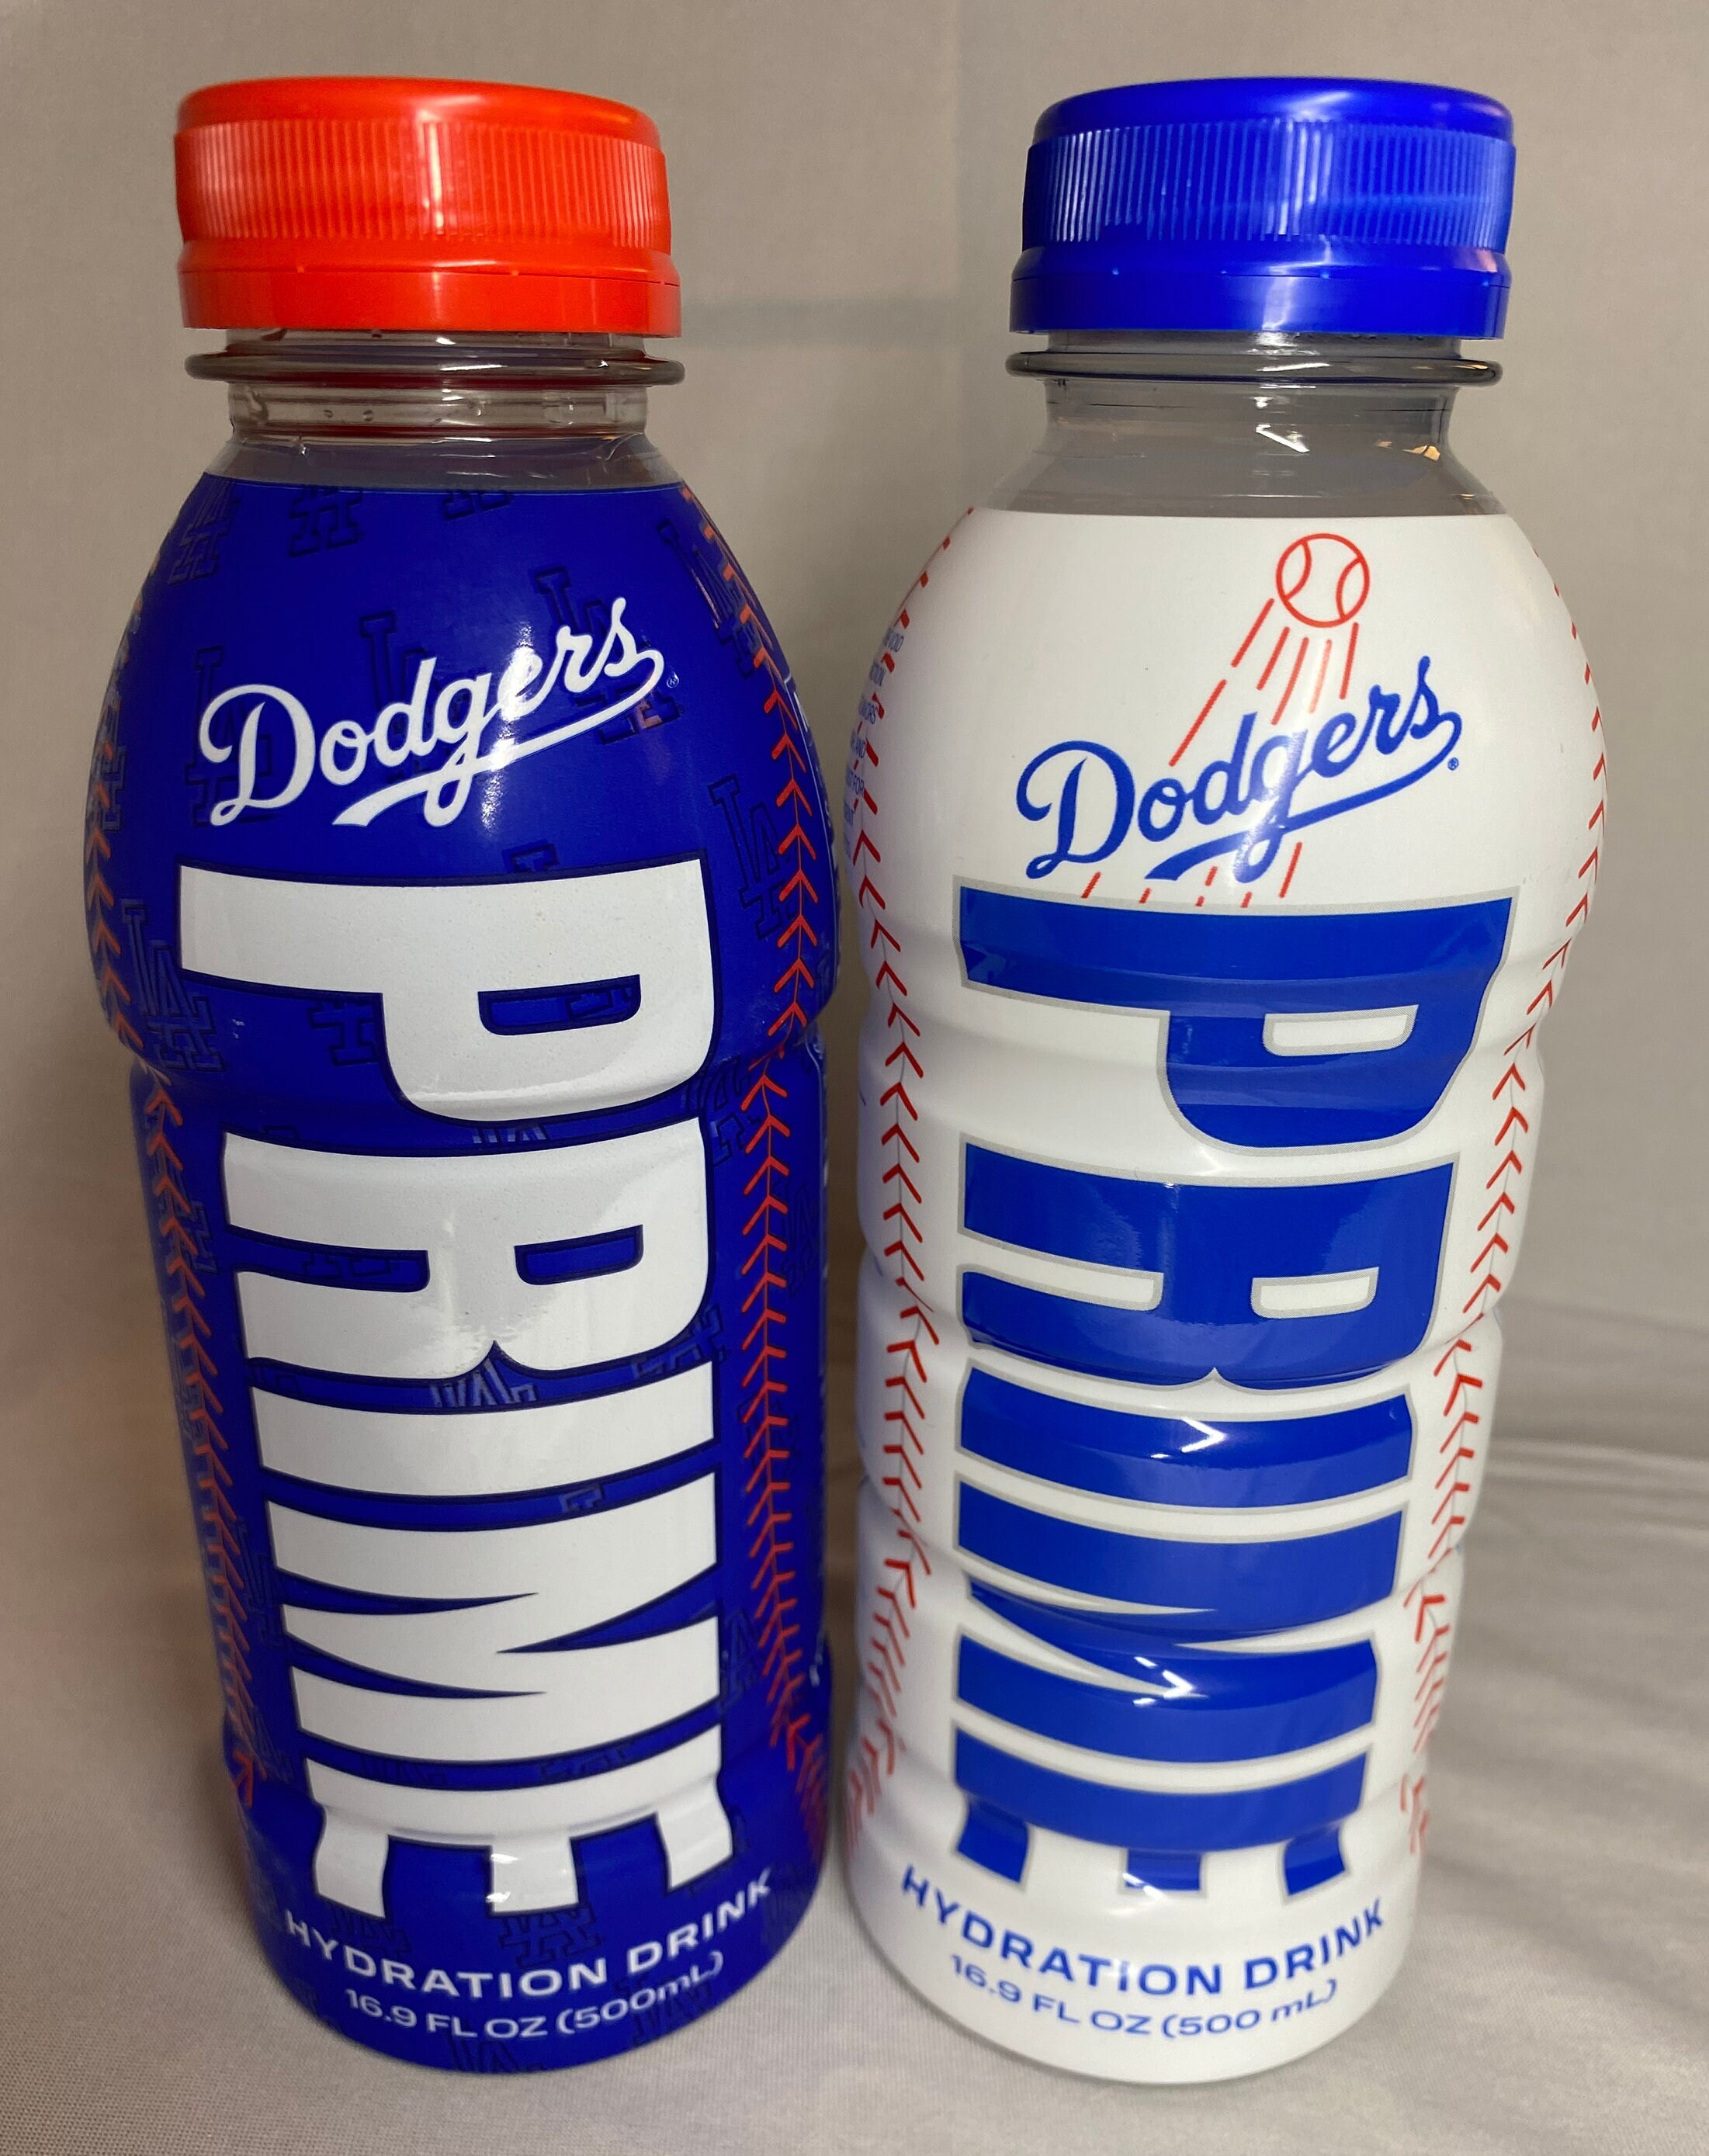 Dodgers
PRIME
HYDRATION DRINK
16.9 FL OZ (500mL)
Dodgers
PRIME
HYDRATION DRINK
16.9 FL OZ (500 mL)